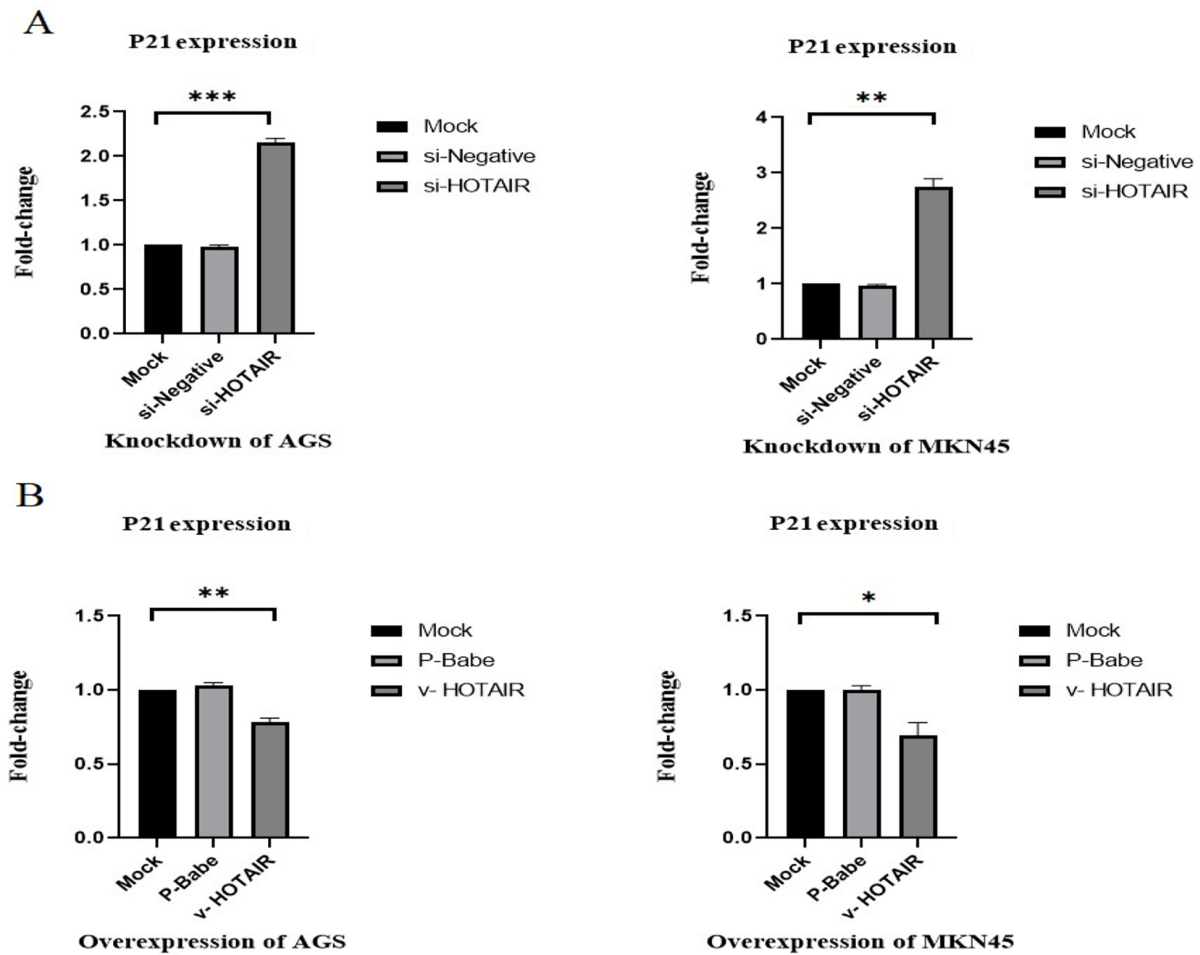 A
P21 expression
***
2.5
2.0
1.5
1.0
0.5
0.0
Fold-change
Mock
si-Negative
si-HOTAIR
Mock
si-Negative
si-HOTAIR
Knockdown of AGS
P21 expression
**
4
3
2
1
0
Fold-change
Mock
si-Negative
si-HOTAIR
Mock
si-Negative
si-HOTAIR
Knockdown of MKN45
B
P21 expression
**
1.5
1.0
0.5
0.0
Fold-change
Mock
P-Babe
v- HOTAIR
Mock
P-Babe
v- HOTAIR
Overexpression of AGS
P21 expression
*
1.5
1.0
0.5
0.0
Fold-change
Mock
P-Babe
v- HOTAIR
Mock
P-Babe
v- HOTAIR
Overexpression of MKN45